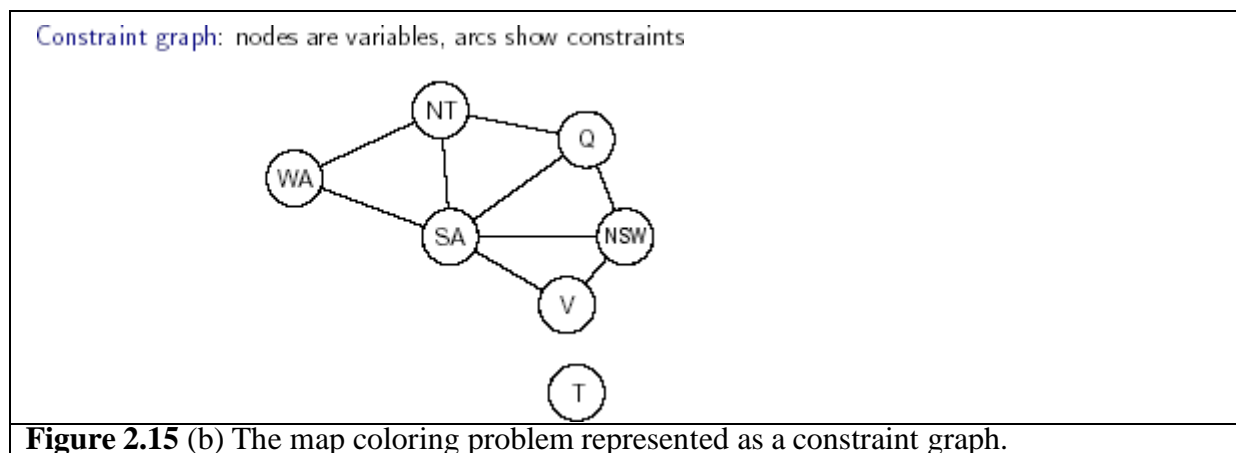 Constraint graph: nodes are variables, arcs show constraints
NT
Q
WA
SA
NSW
V
T
Figure 2.15 (b) The map coloring problem represented as a constraint graph.